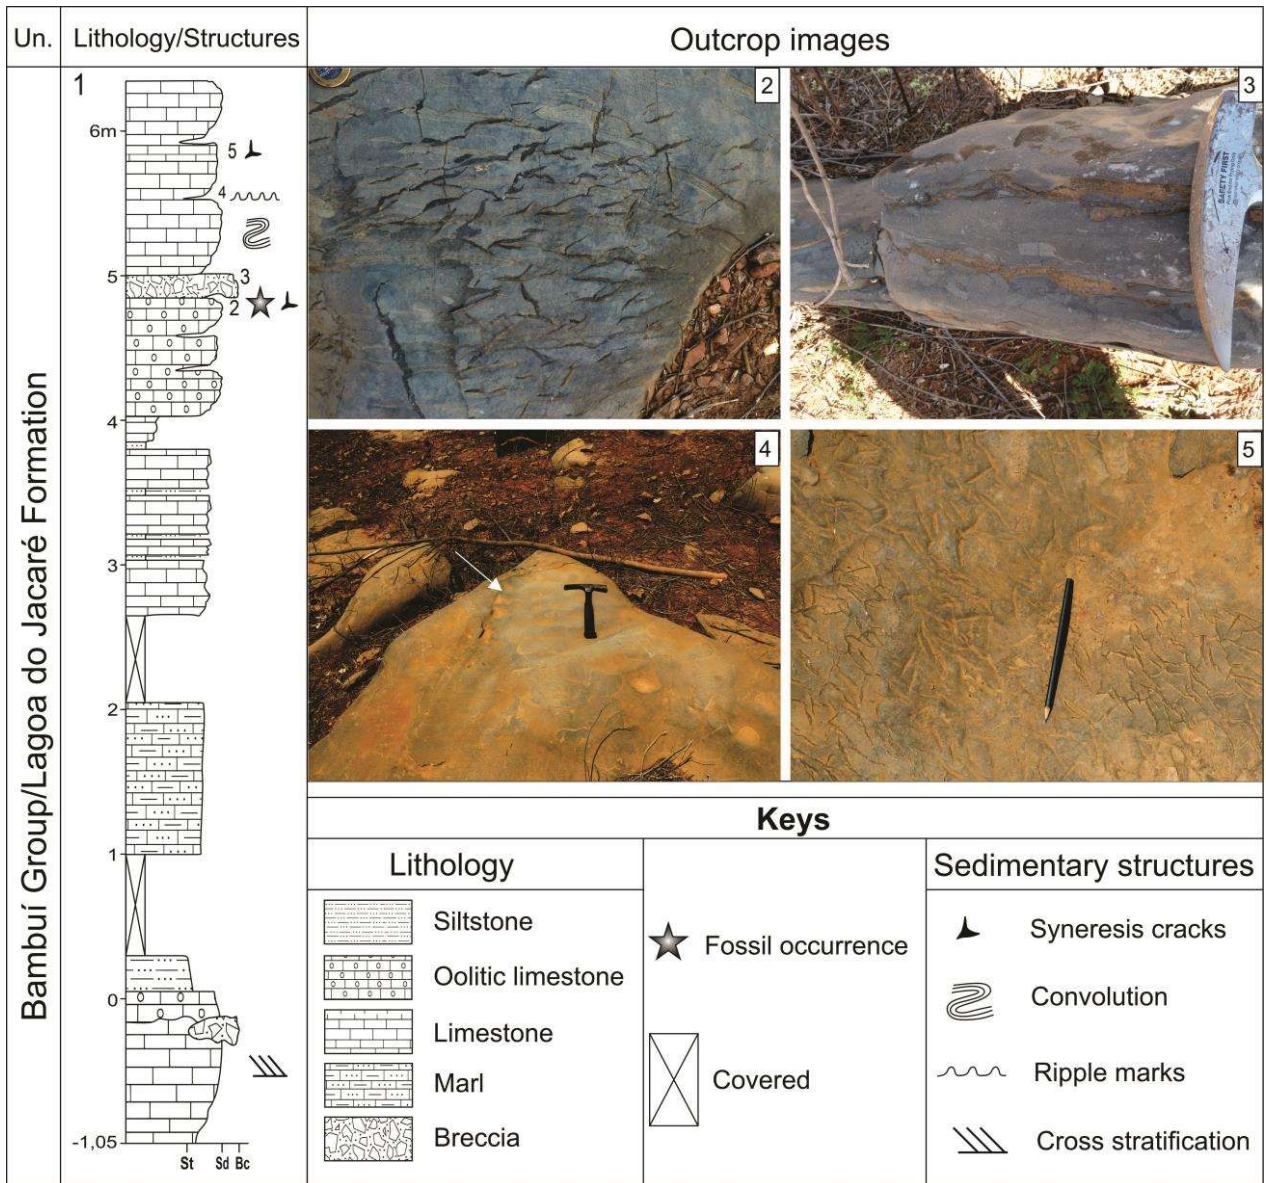 Un.
Lithology/Structures
Outcrop images
Bambuí Group/Lagoa do Jacaré Formation
1
6m
5
4
5
3
2
4
3
2
1
0
-1,05
St Sd Bc
2
3
SAFETY FIRST
4
5
Keys
Lithology
Siltstone
Oolitic limestone
Limestone
Marl
Breccia
Fossil occurrence
Covered
Sedimentary structures
Syneresis cracks
Convolution
Ripple marks
Cross stratification